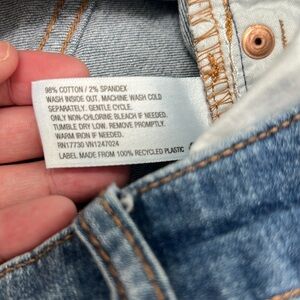 98% COTTON / 2% SPANDEX
WASH INSIDE OUT. MACHINE WASH COLD
SEPARATELY. GENTLE CYCLE.
ONLY NON-CHLORINE BLEACH IF NEEDED.
TUMBLE DRY LOW. REMOVE PROMPTLY.
WARM IRON IF NEEDED.
RN17730 VN1247024
LABEL MADE FROM 100% RECYCLED PLASTIC